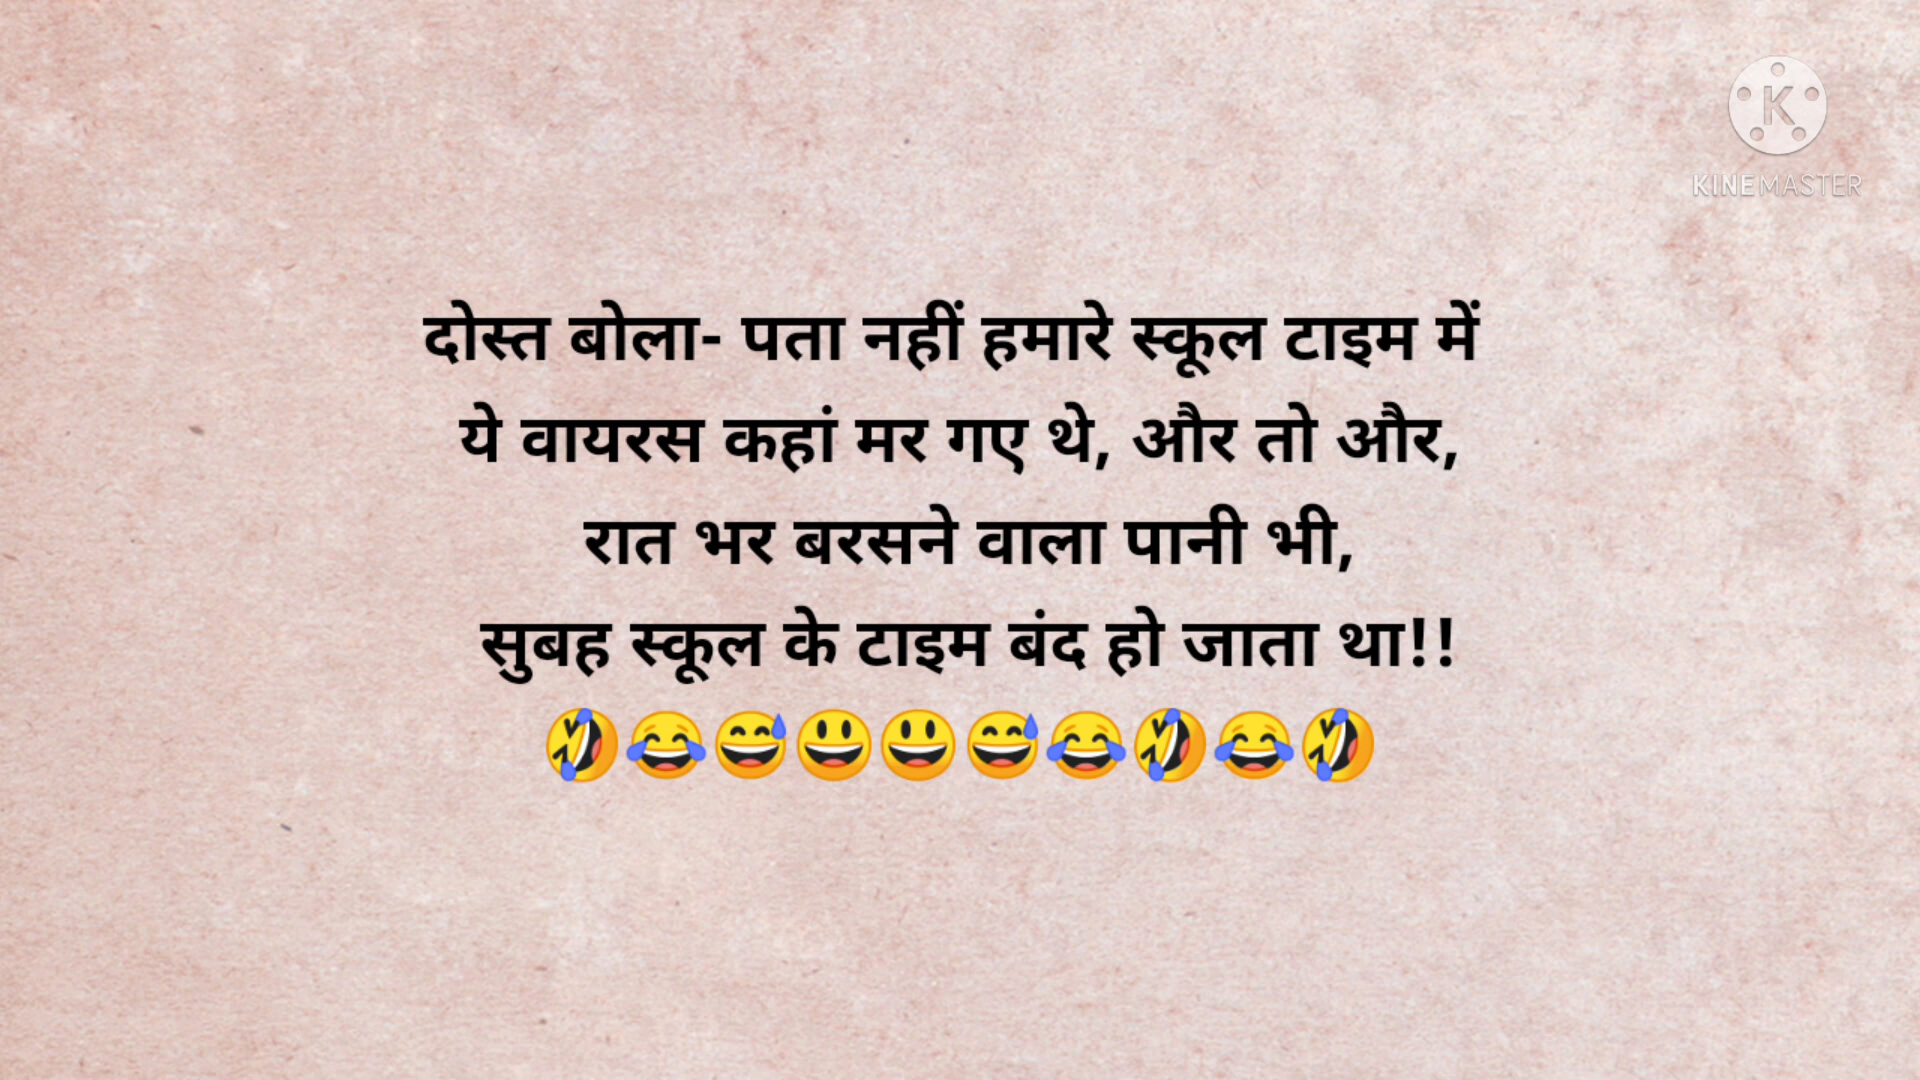 K
KINEMASTER
दोस्त बोला- पता नहीं हमारे स्कूल टाइम में
ये वायरस कहां मर गए थे, और तो और,
रात भर बरसने वाला पानी भी,
सुबह स्कूल के टाइम बंद हो जाता था!!
🤣😂😅😃😃😅😂🤣😂🤣